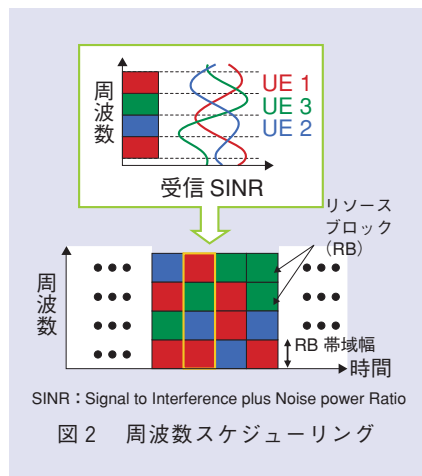 周波数
UE 1
UE 3
UE 2
受信 SINR
リソース
ブロック
(RB)
周波数
RB 帯域幅
時間
SINR：Signal to Interference plus Noise power Ratio
図 2　周波数スケジューリング